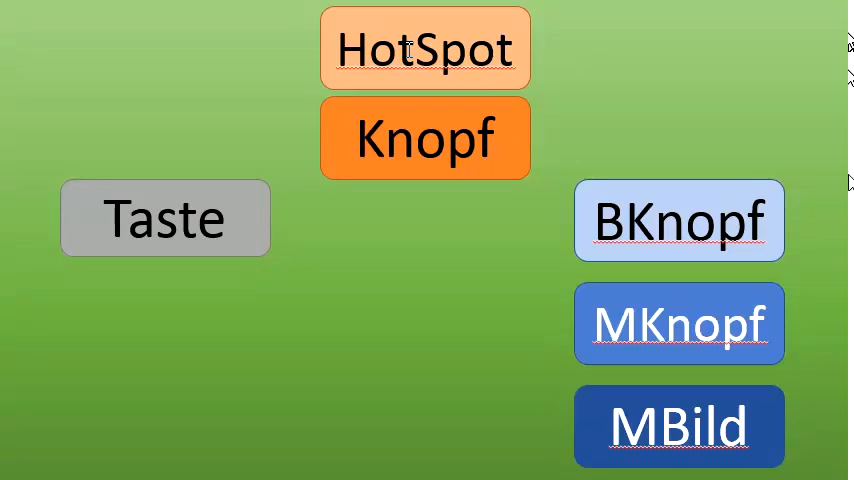 HotSpot
Knopf
Taste
BKnopf
MKnopf
MBild